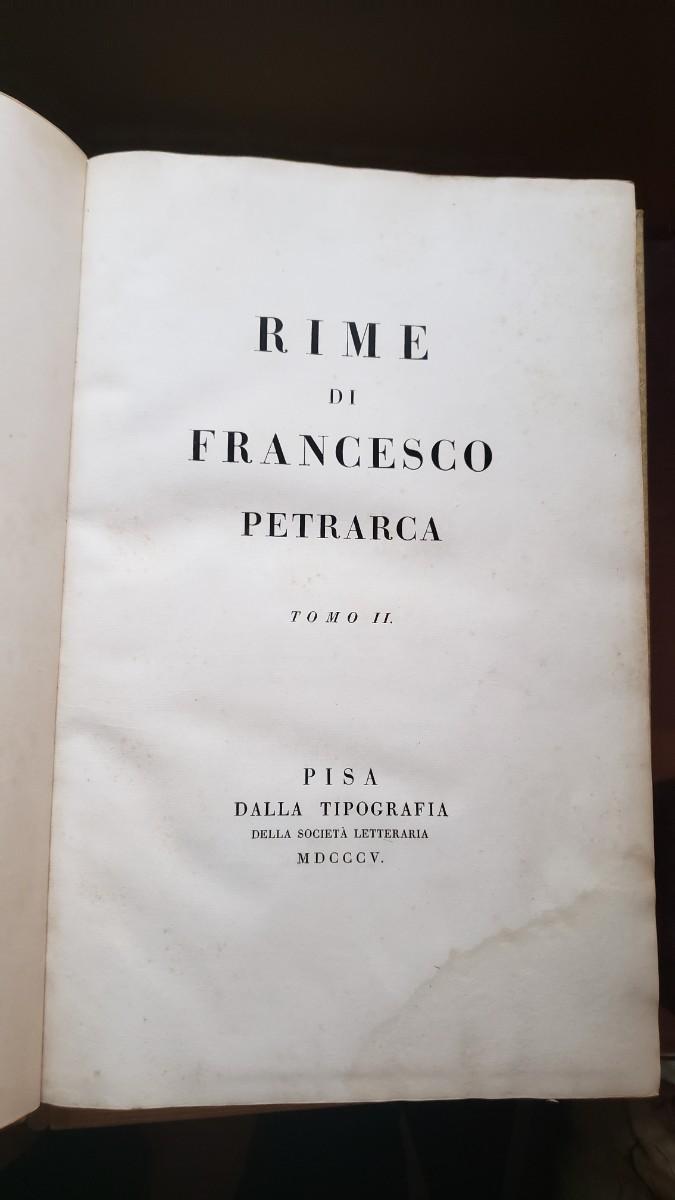 RIME
DI
FRANCESCO
PETRARCA
TOMO II.
PISA
DALLA TIPOGRAFIA
DELLA SOCIETÀ LETTERARIA
MDCCCV.